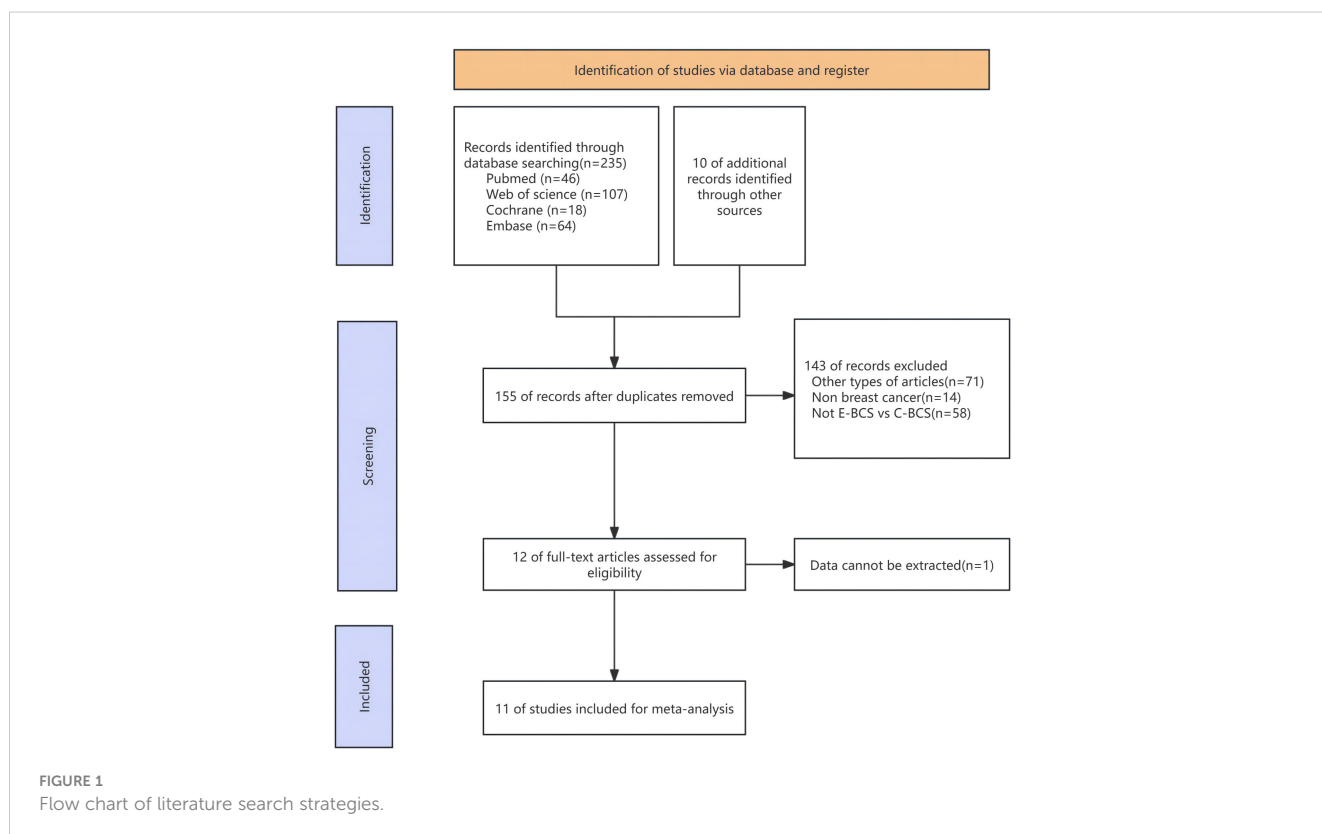 Identification of studies via database and register
Identification
Records identified through
database searching(n=235)
Pubmed (n=46)
Web of science (n=107)
Cochrane (n=18)
Embase (n=64)
10 of additional
records identified
through other
sources
Screening
155 of records after duplicates removed
143 of records excluded
Other types of articles(n=71)
Non breast cancer(n=14)
Not E-BCS vs C-BCS(n=58)
12 of full-text articles assessed for
eligibility
Data cannot be extracted(n=1)
Included
11 of studies included for meta-analysis
FIGURE 1
Flow chart of literature search strategies.